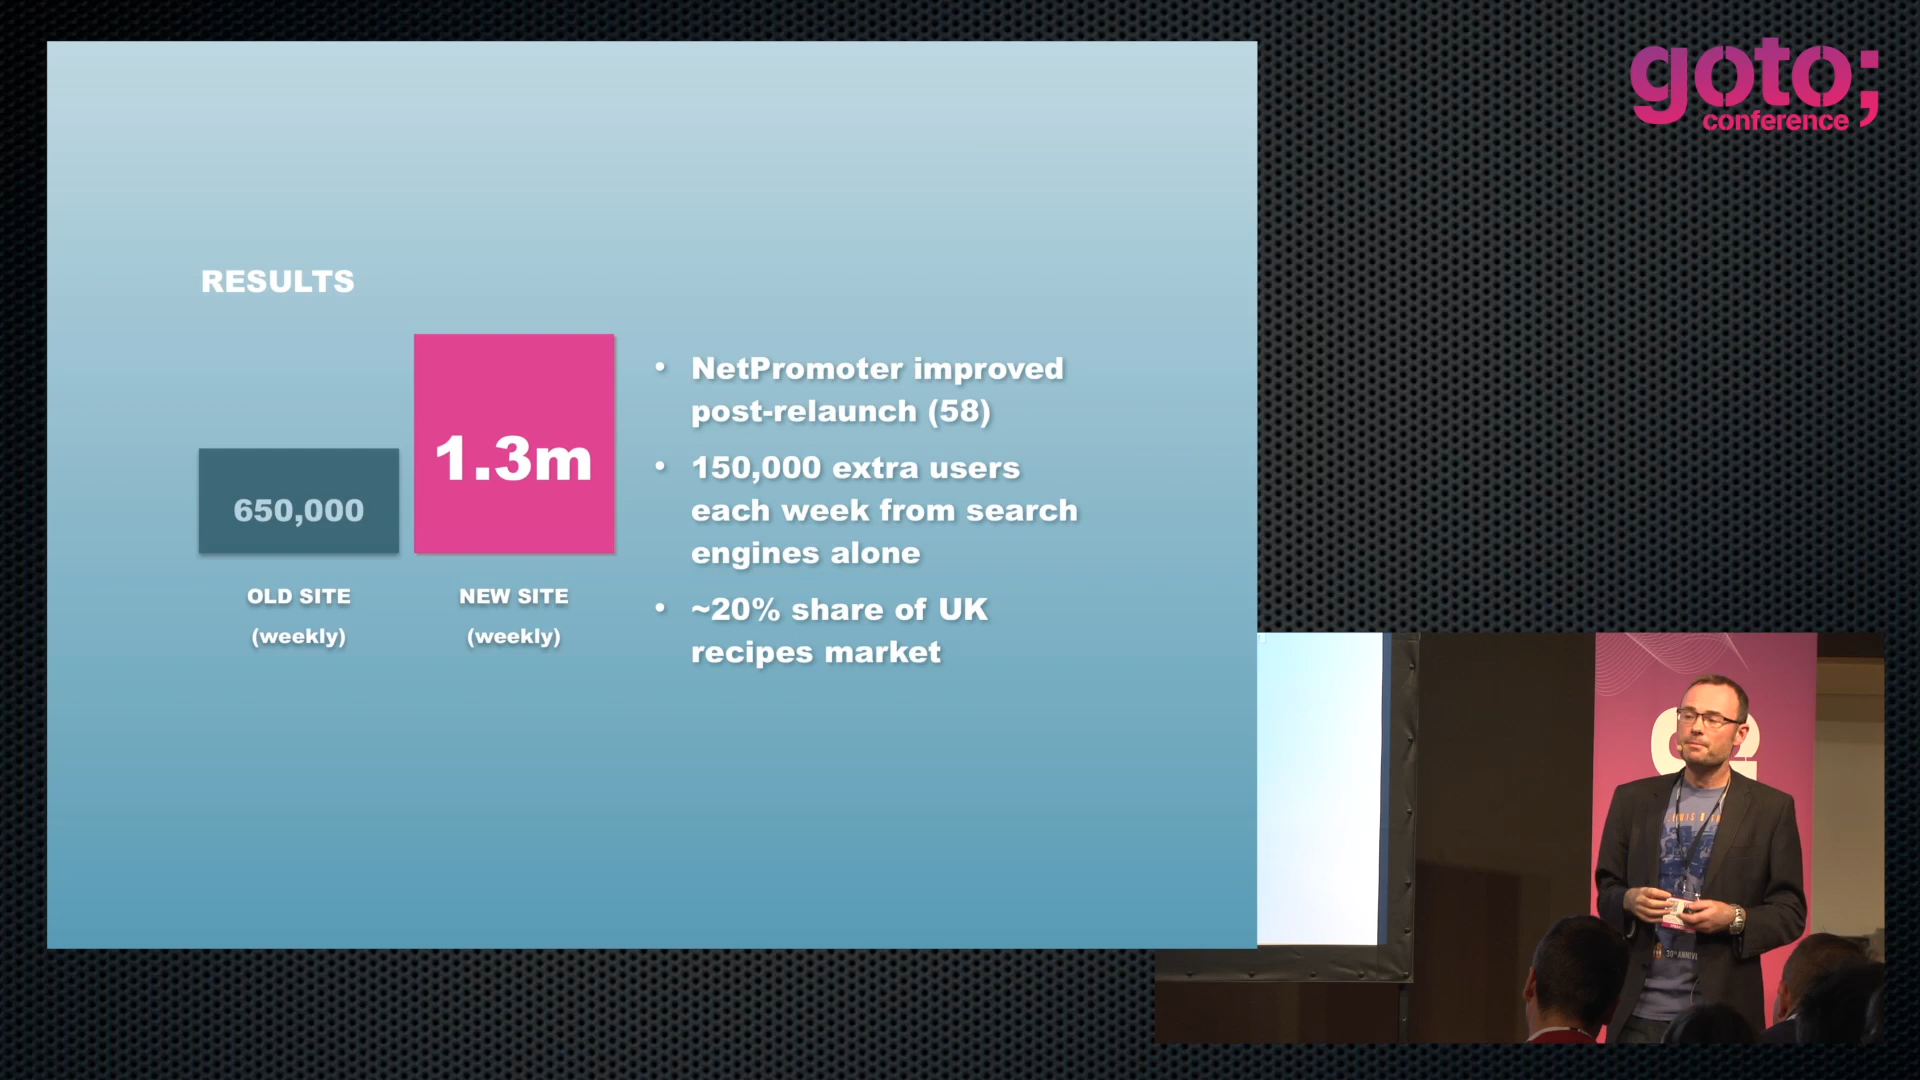 goto;
conference
RESULTS
650,000
1.3m
OLD SITE
(weekly)
NEW SITE
(weekly)
• NetPromoter improved
post-relaunch (58)
• 150,000 extra users
each week from search
engines alone
• ~20% share of UK
recipes market